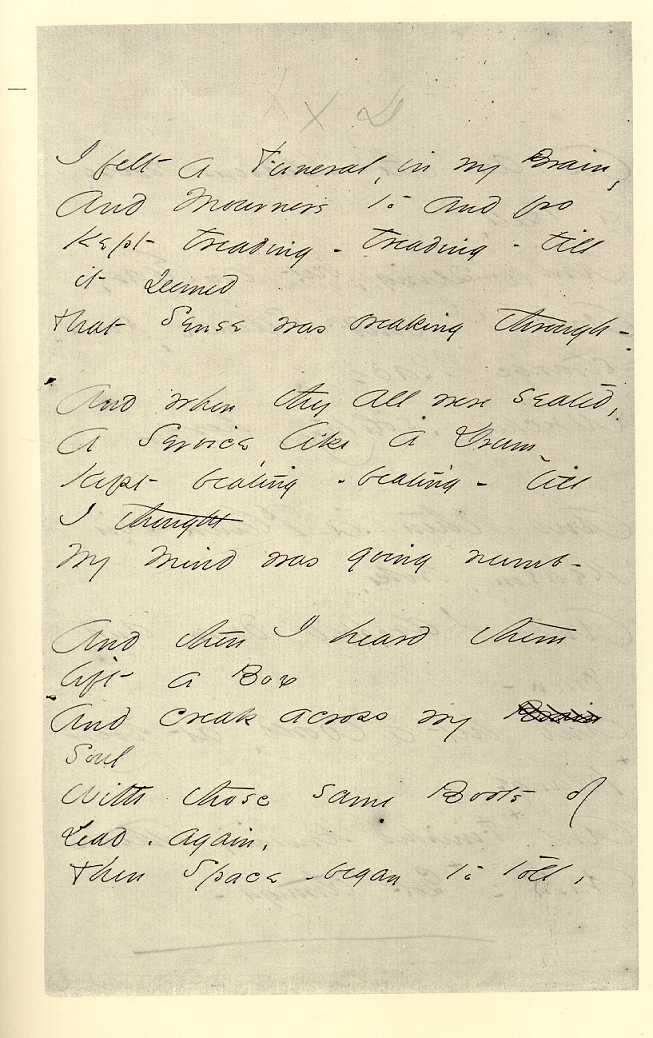 I felt a Funeral, in my Brain,
And Mourners to and fro
Kept treading - treading - till
it seemed
That Sense was breaking through -
And when they all were seated,
A Service, like a Drum -
Kept beating - beating - till
I thought
My Mind was going numb -
And then I heard them
lift a Box
And creak across my Brain
Soul
With those same Boots of
Lead, again,
Then Space - began to toll,